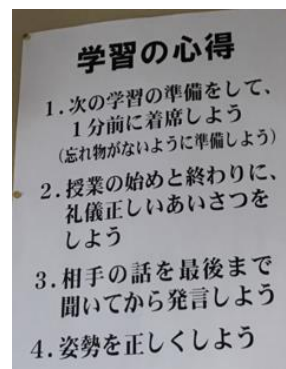 学習の心得
1.次の学習の準備をして、
1分前に着席しよう
(忘れ物がないように準備しよう)
2.授業の始めと終わりに、
礼儀正しいあいさつを
しよう
3.相手の話を最後まで
聞いてから発言しよう
4.姿勢を正しくしよう